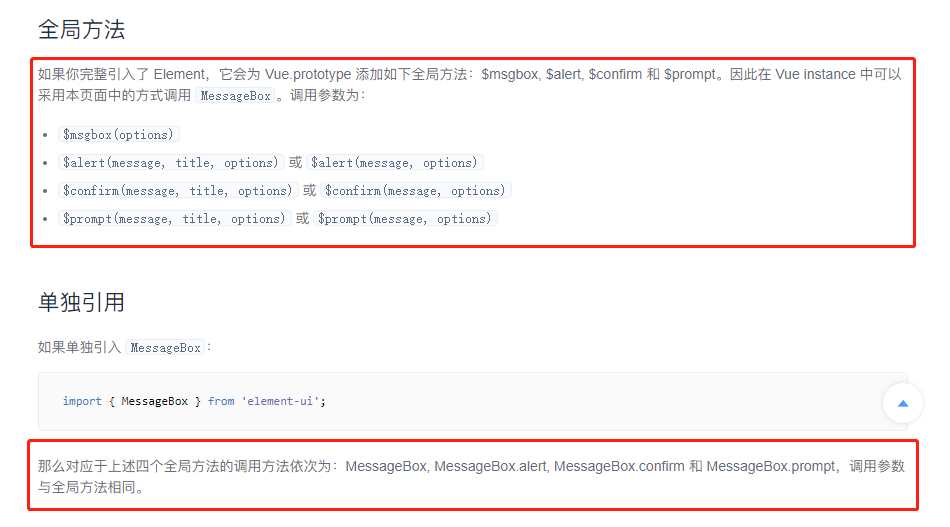 全局方法
如果你完整引入了 Element，它会为 Vue.prototype 添加如下全局方法：$msgbox, $alert, $confirm 和 $prompt。因此在 Vue instance 中可以
采用本页面中的方式调用 MessageBox。调用参数为：
• $msgbox(options)
• $alert(message, title, options) 或 $alert(message, options)
• $confirm(message, title, options) 或 $confirm(message, options)
• $prompt(message, title, options) 或 $prompt(message, options)
单独引用
如果单独引入 MessageBox：
import { MessageBox } from 'element-ui';
那么对应于上述四个全局方法的调用方法依次为：MessageBox, MessageBox.alert, MessageBox.confirm 和 MessageBox.prompt，调用参数
与全局方法相同。